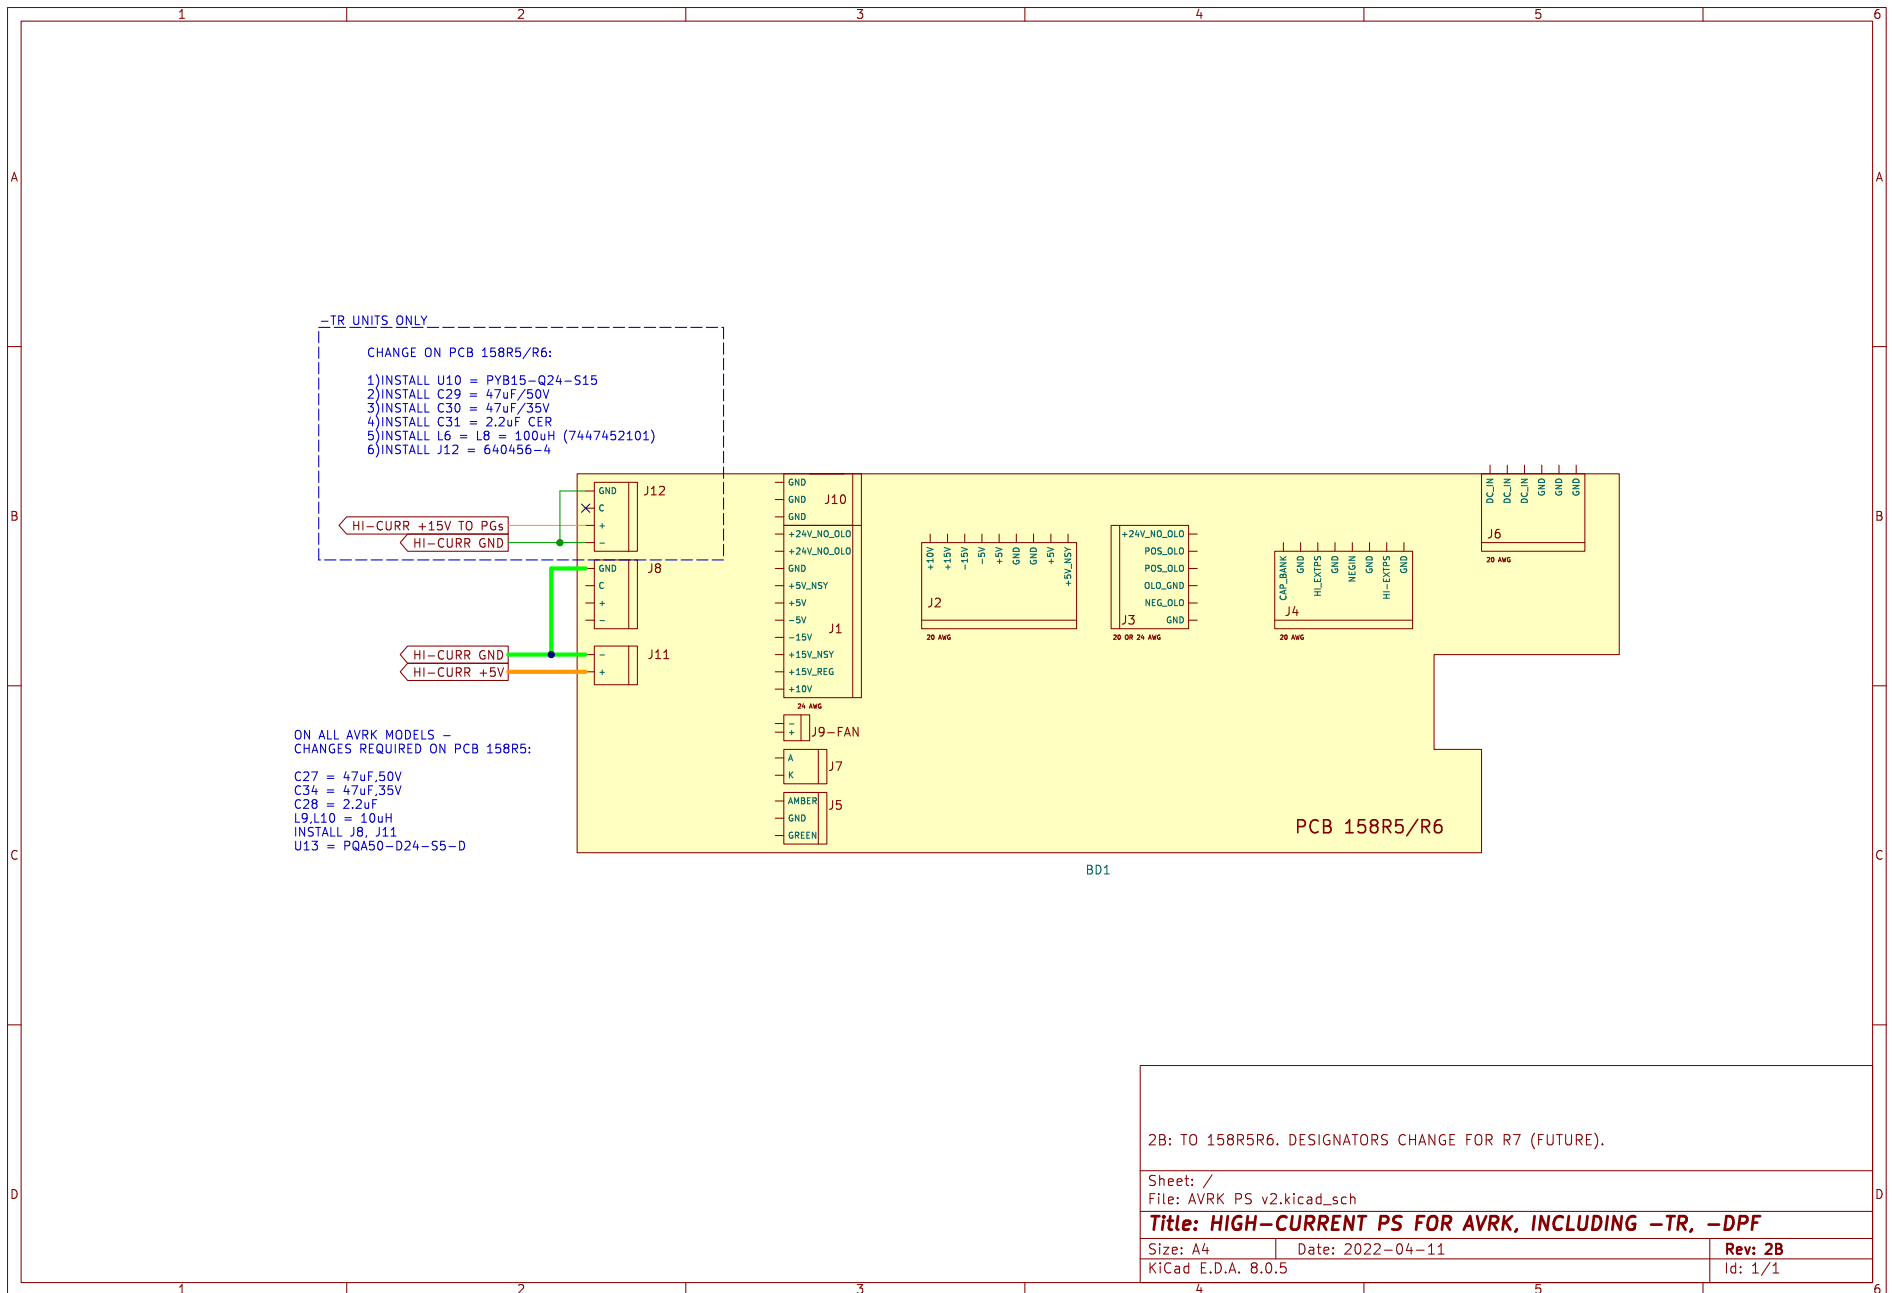 1 2 3 4 5 6
A A
-TR UNITS ONLY
CHANGE ON PCB 158R5/R6:
1)INSTALL U10 = PYB15-Q24-S15
2)INSTALL C29 = 47uF/50V
3)INSTALL C30 = 47uF/35V
4)INSTALL C31 = 2.2uF CER
5)INSTALL L6 = L8 = 100uH (7447452101)
6)INSTALL J12 = 640456-4
B B
HI-CURR +15V TO PGs
HI-CURR GND
GND
C
+
-
J12
GND
C
+
-
J8
HI-CURR GND
HI-CURR +5V
-
+
J11
GND
GND
GND
J10
+24V_NO_OLO
+24V_NO_OLO
GND
+5V_NSY
+5V
-5V
-15V
+15V_NSY
+15V_REG
+10V
J1
24 AWG
-
+
J9-FAN
A
K
J7
AMBER
GND
GREEN
J5
+10V
+15V
-15V
-5V
+5V
GND
GND
+5V
+5V_NSY
J2
20 AWG
+24V_NO_OLO
POS_OLO
POS_OLO
OLO_GND
NEG_OLO
GND
J3
20 OR 24 AWG
CAP_BANK
GND
HI_EXTPS
GND
NEGIN
GND
HI-EXTPS
GND
J4
20 AWG
DC_IN
DC_IN
DC_IN
GND
GND
GND
J6
20 AWG
PCB 158R5/R6
BD1
ON ALL AVRK MODELS -
CHANGES REQUIRED ON PCB 158R5:
C27 = 47uF,50V
C34 = 47uF,35V
C28 = 2.2uF
L9,L10 = 10uH
INSTALL J8, J11
U13 = PQA50-D24-S5-D
C C
D D
2B: TO 158R5R6. DESIGNATORS CHANGE FOR R7 (FUTURE).
Sheet: /
File: AVRK PS v2.kicad_sch
Title: HIGH-CURRENT PS FOR AVRK, INCLUDING -TR, -DPF
Size: A4 Date: 2022-04-11 Rev: 2B
KiCad E.D.A. 8.0.5 Id: 1/1
1 2 3 4 5 6